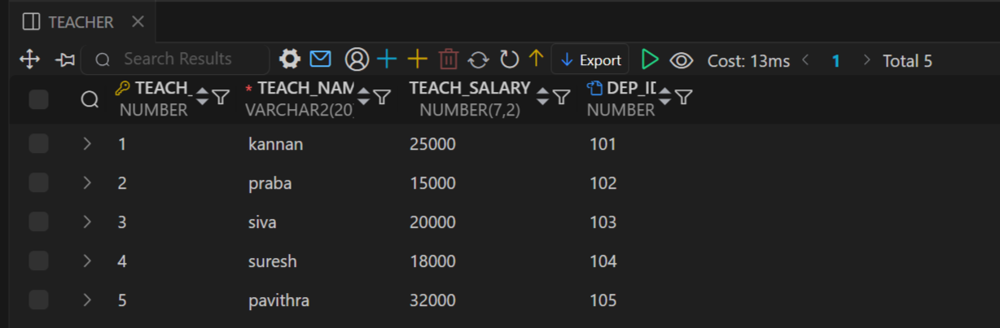 TEACHER
Search Results
Export
Cost: 13ms
1
Total 5
TEACH_ * TEACH_NAM TEACH_SALARY DEP_ID
NUMBER VARCHAR2(20) NUMBER(7,2) NUMBER
1 kannan 25000 101
2 praba 15000 102
3 siva 20000 103
4 suresh 18000 104
5 pavithra 32000 105